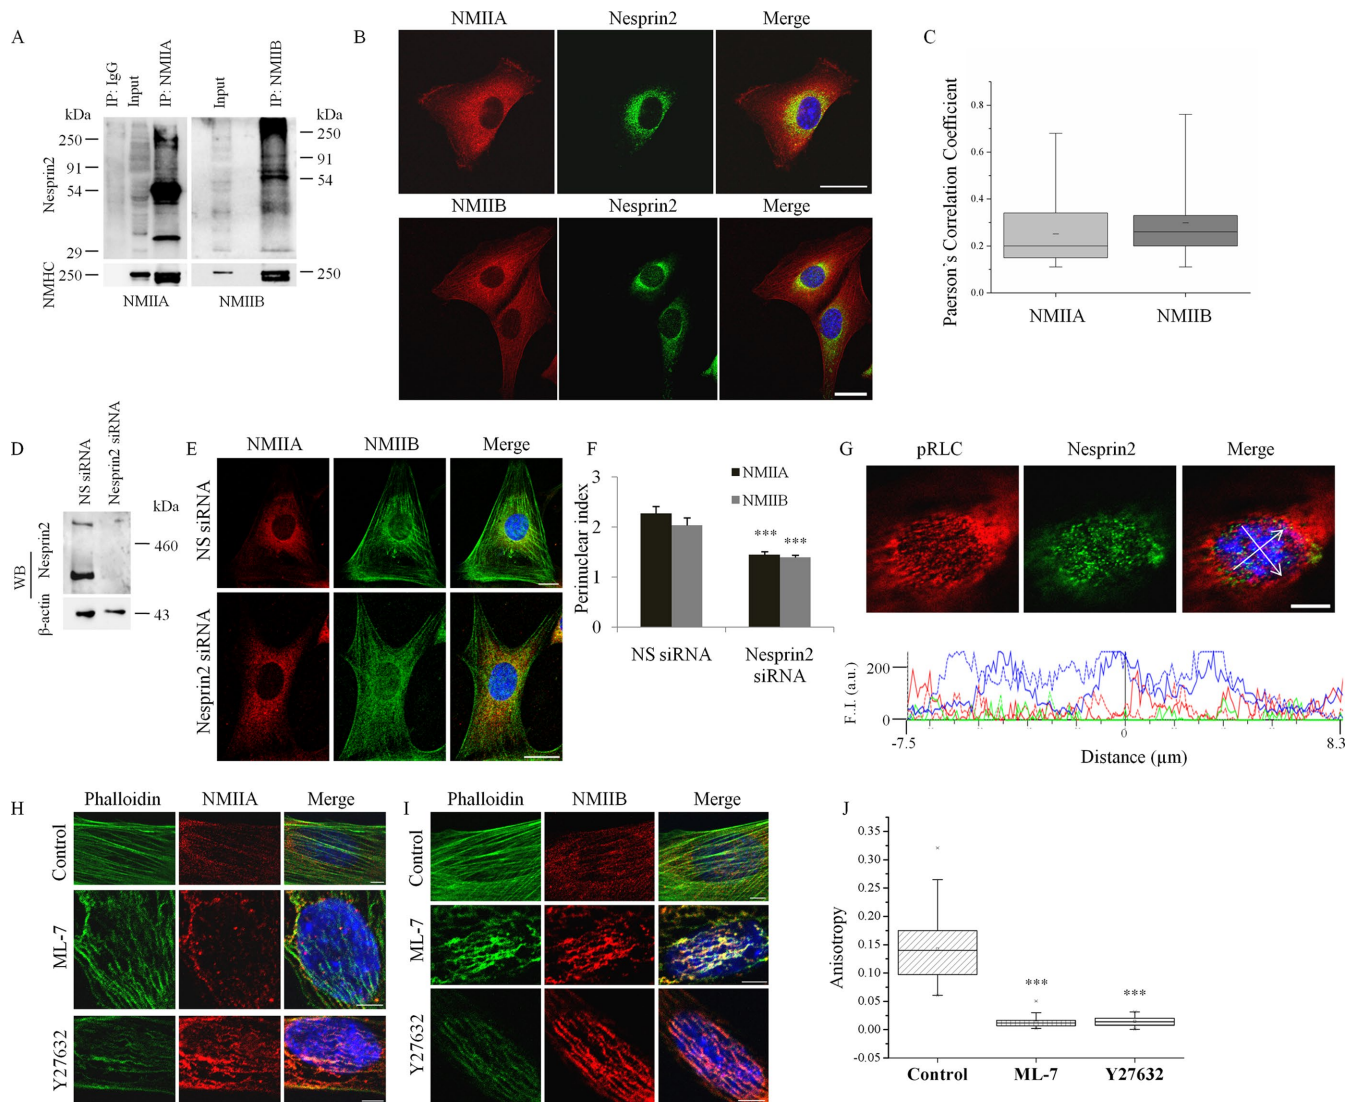 A
IP: IgG
Input
IP: NMIIA
Input
IP: NMIIB
kDa
kDa
250
91
54
29
250
250
91
54
250
Nesprin2
NMHC
NMIIA
NMIIB
B
NMIIA
Nesprin2
Merge
NMIIB
Nesprin2
Merge
C
Paerson`s Correlation Coefficient
0.8
0.6
0.4
0.2
0.0
NMIIA
NMIIB
D
NS siRNA
Nesprin2 siRNA
kDa
460
43
WB
Nesprin2
β-actin
E
NMIIA
NMIIB
Merge
NS siRNA
Nesprin2 siRNA
F
Perinuclear index
3
2
1
0
NMIIA
NMIIB
***
***
NS siRNA
Nesprin2
siRNA
G
pRLC
Nesprin2
Merge
F.I. (a.u.)
200
0
-7.5
0
8.3
Distance (µm)
H
Phalloidin
NMIIA
Merge
Control
ML-7
Y27632
I
Phalloidin
NMIIB
Merge
Control
ML-7
Y27632
J
Anisotropy
0.35
0.30
0.25
0.20
0.15
0.10
0.05
0.00
-0.05
***
***
Control
ML-7
Y27632